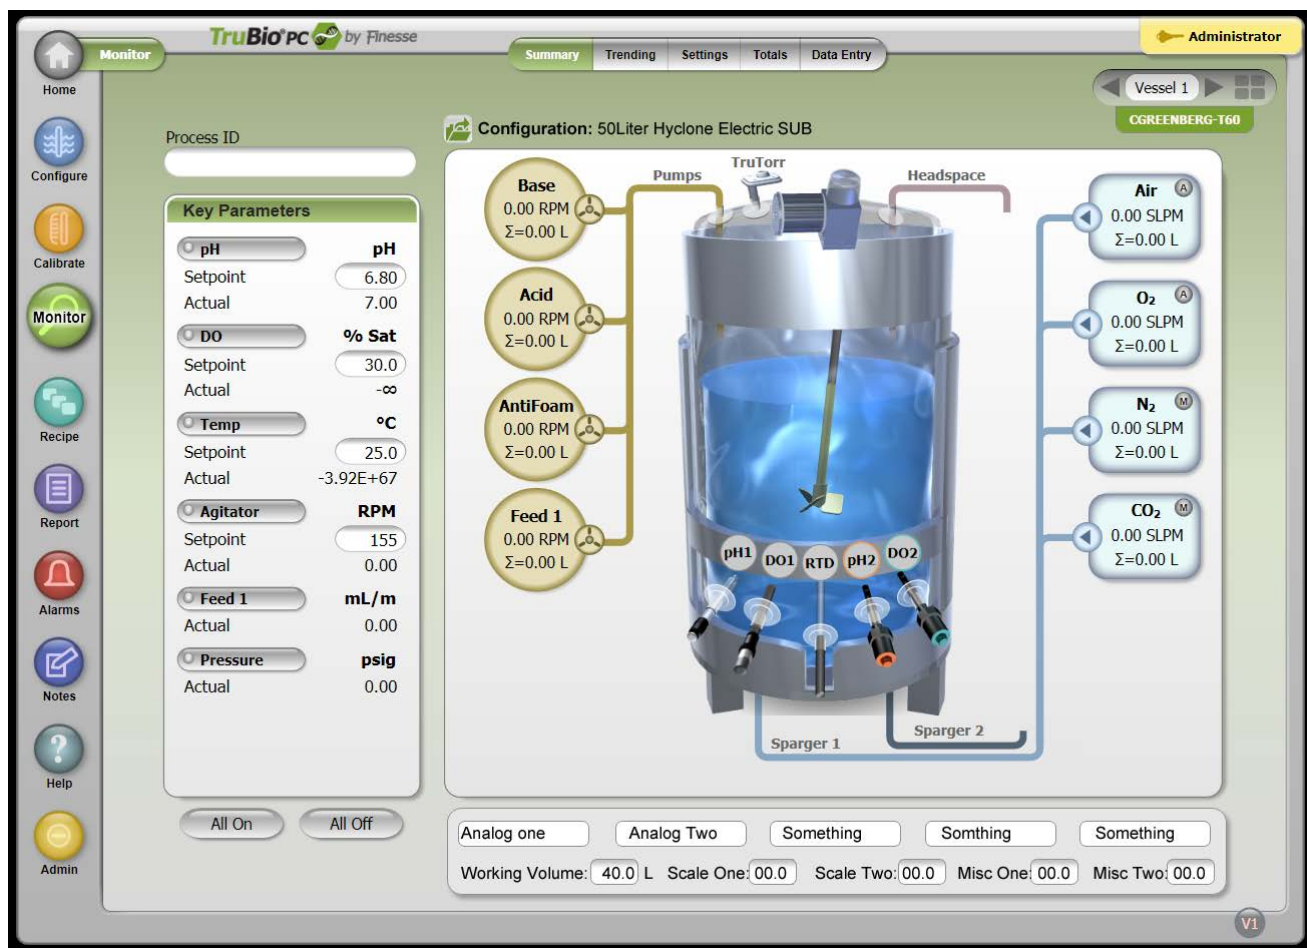 TruBio® PC by Finesse
Administrator
Monitor
Summary Trending Settings Totals Data Entry
Home
Vessel 1
CGREENBERG-T60
Configure
Calibrate
Monitor
Recipe
Report
Alarms
Notes
?
Help
Admin
Process ID
Configuration: 50Liter Hyclone Electric SUB
Key Parameters
pH pH
Setpoint 6.80
Actual 7.00
DO % Sat
Setpoint 30.0
Actual -∞
Temp °C
Setpoint 25.0
Actual -3.92E+67
Agitator RPM
Setpoint 155
Actual 0.00
Feed 1 mL/m
Actual 0.00
Pressure psig
Actual 0.00
All On All Off
Pumps
TruTorr
Headspace
Base
0.00 RPM
Σ=0.00 L
Acid
0.00 RPM
Σ=0.00 L
AntiFoam
0.00 RPM
Σ=0.00 L
Feed 1
0.00 RPM
Σ=0.00 L
pH1 DO1 RTD pH2 DO2
Sparger 1
Sparger 2
Air A
0.00 SLPM
Σ=0.00 L
O₂ A
0.00 SLPM
Σ=0.00 L
N₂ M
0.00 SLPM
Σ=0.00 L
CO₂ M
0.00 SLPM
Σ=0.00 L
Analog one Analog Two Something Somthing Something
Working Volume: 40.0 L Scale One: 00.0 Scale Two: 00.0 Misc One: 00.0 Misc Two: 00.0
V1